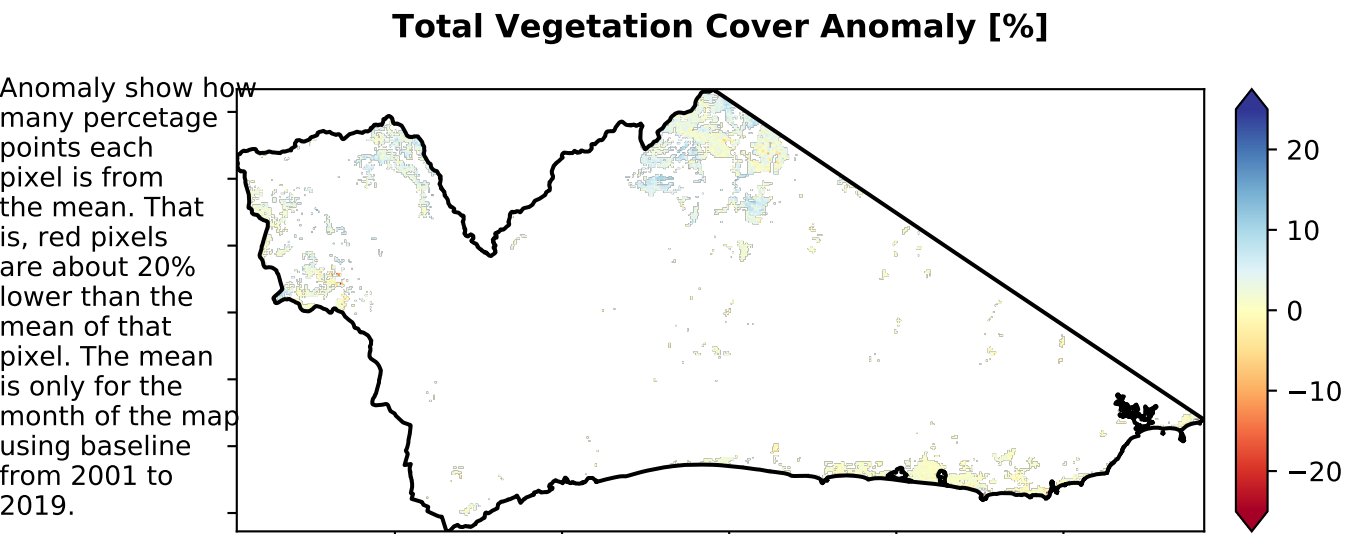 Total Vegetation Cover Anomaly [%]
Anomaly show how
many percetage
points each
pixel is from
the mean. That
is, red pixels
are about 20%
lower than the
mean of that
pixel. The mean
is only for the
month of the map
using baseline
from 2001 to
2019.
20
10
0
−10
−20